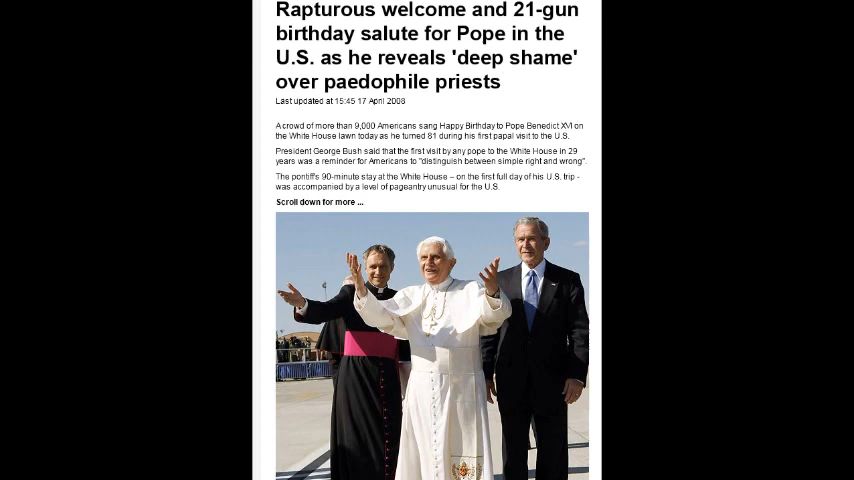 Rapturous welcome and 21-gun
birthday salute for Pope in the
U.S. as he reveals 'deep shame'
over paedophile priests
Last updated at 15:45 17 April 2008
A crowd of more than 9,000 Americans sang Happy Birthday to Pope Benedict XVI on
the White House lawn today as he turned 81 during his first papal visit to the U.S.
President George Bush said that the first visit by any pope to the White House in 29
years was a reminder for Americans to "distinguish between simple right and wrong".
The pontiff's 90-minute stay at the White House – on the first full day of his U.S. trip -
was accompanied by a level of pageantry unusual for the U.S.
Scroll down for more ...